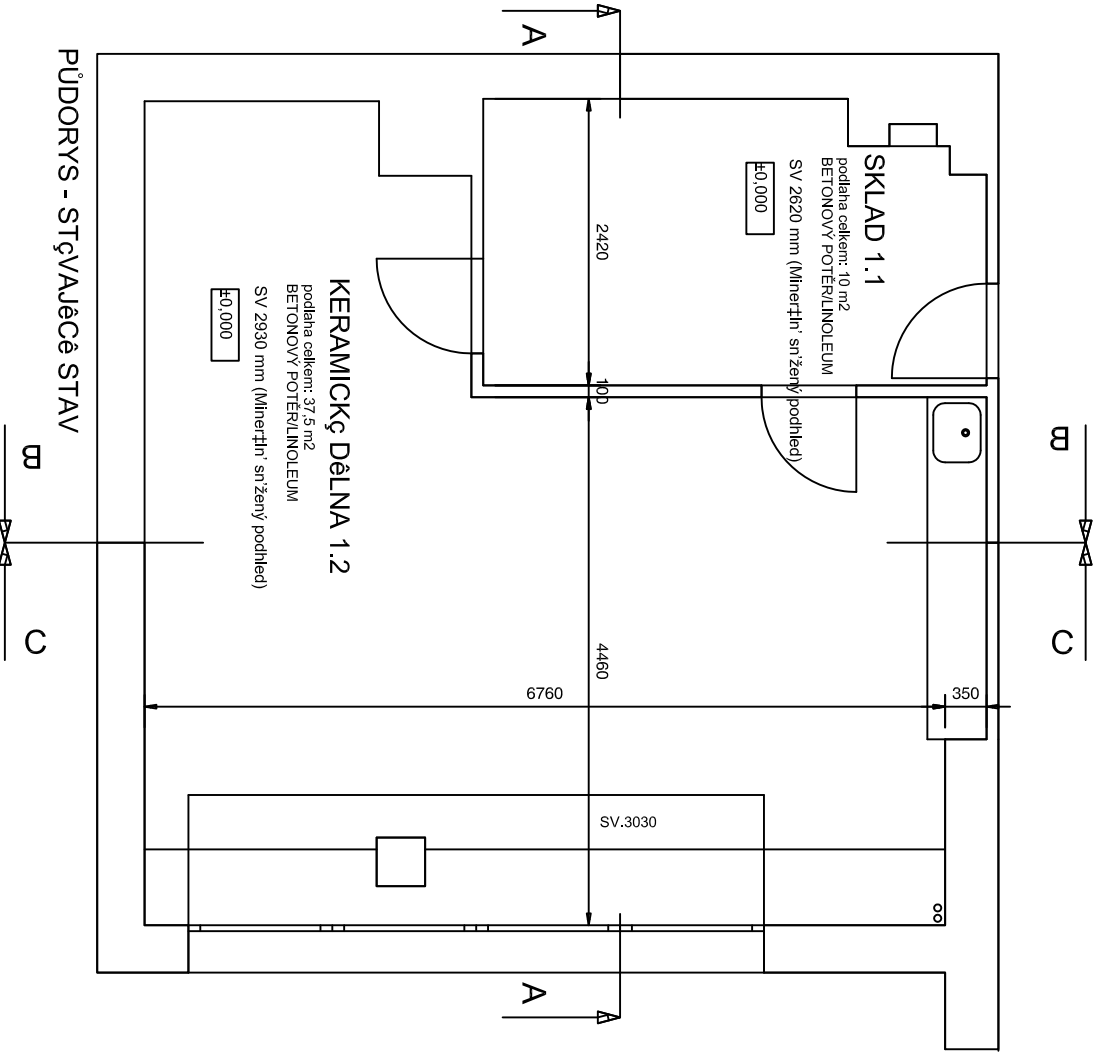 A
B
C
SKLAD 1.1
podlaha celkem: 10 m2
BETONOVÝ POTĚR/LINOLEUM
SV 2620 mm (Miner‡ln’ sn’žený podhled)
±0,000
2420
100
4460
6760
350
SV.3030
KERAMICKç DêLNA 1.2
podlaha celkem: 37,5 m2
BETONOVÝ POTĚR/LINOLEUM
SV 2930 mm (Miner‡ln’ sn’žený podhled)
±0,000
A
B
C
PŮDORYS - STçVAJêCê STAV